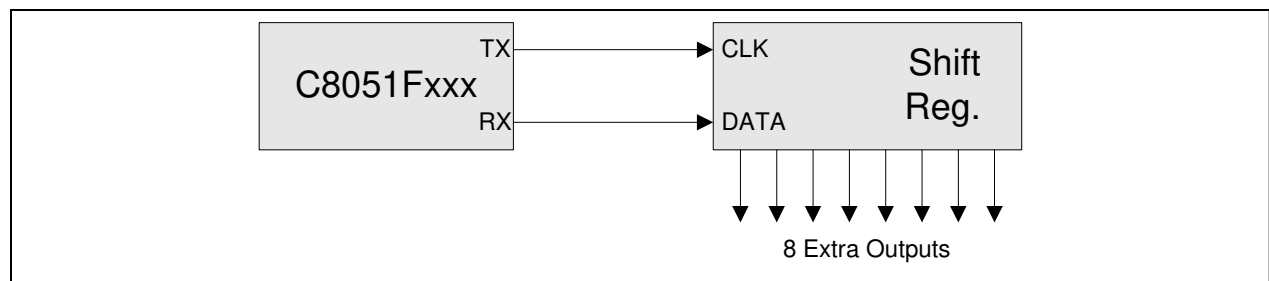 TX
C8051Fxxx
RX
CLK
DATA
Shift
Reg.
8 Extra Outputs